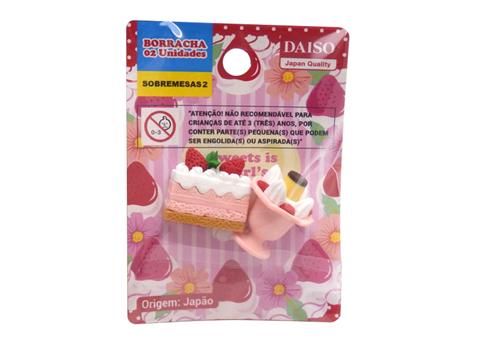 BORRACHA
02 Unidades
SOBREMESAS 2
DAISO
Japan Quality
0-3
"ATENÇÃO! NÃO RECOMENDÁVEL PARA
CRIANÇAS DE ATÉ 3 (TRÊS) ANOS, POR
CONTER PARTE(S) PEQUENA(S) QUE PODEM
SER ENGOLIDA(S) OU ASPIRADA(S)"
Sweets is
girl's
Origem: Japão